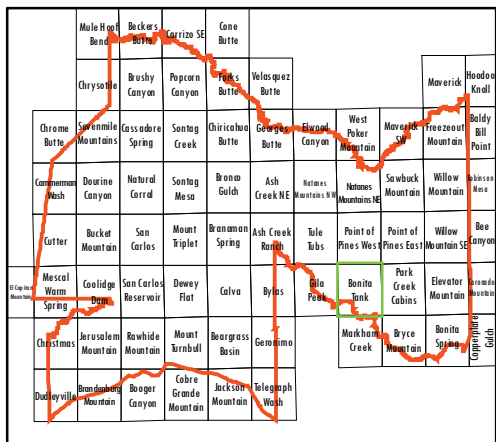 Mule Hoof
Bend
Beckers
Butte
Carrizo SE
Cone
Butte
Chrysotile
Brushy
Canyon
Popcorn
Canyon
Forks
Butte
Velasquez
Butte
Maverick
Hoodoo
Knoll
Chrome
Butte
Sevenmile
Mountains
Cassadore
Spring
Sontag
Creek
Chiricahua
Butte
Georges
Butte
Elwood
Canyon
West
Poker
Mountain
Maverick
SW
Freezeout
Mountain
Baldy
Bill
Point
Cammerman
Wash
Dourine
Canyon
Natural
Corral
Sontag
Mesa
Bronco
Gulch
Ash
Creek NE
Natanes
Mountains NW
Natanes
Mountains NE
Sawbuck
Mountain
Willow
Mountain
Robinson
Mesa
Cutter
Bucket
Mountain
San
Carlos
Mount
Triplet
Branaman
Spring
Ash Creek
Ranch
Tule
Tubs
Point of
Pines West
Point of
Pines East
Willow
Mountain SE
Bee
Canyon
El Capitan
Mountain
Mescal
Warm
Spring
Coolidge
Dam
San Carlos
Reservoir
Dewey
Flat
Calva
Bylas
Gila
Peak
Bonita
Tank
Park
Creek
Cabins
Elevator
Mountain
Coronado
Mountain
Christmas
Jerusalem
Mountain
Rawhide
Mountain
Mount
Turnbull
Beargrass
Basin
Geronimo
Markham
Creek
Bryce
Mountain
Bonita
Spring
Copperplate
Gulch
Dudleyville
Brandenburg
Mountain
Booger
Canyon
Cobre
Grande
Mountain
Jackson
Mountain
Telegraph
Wash